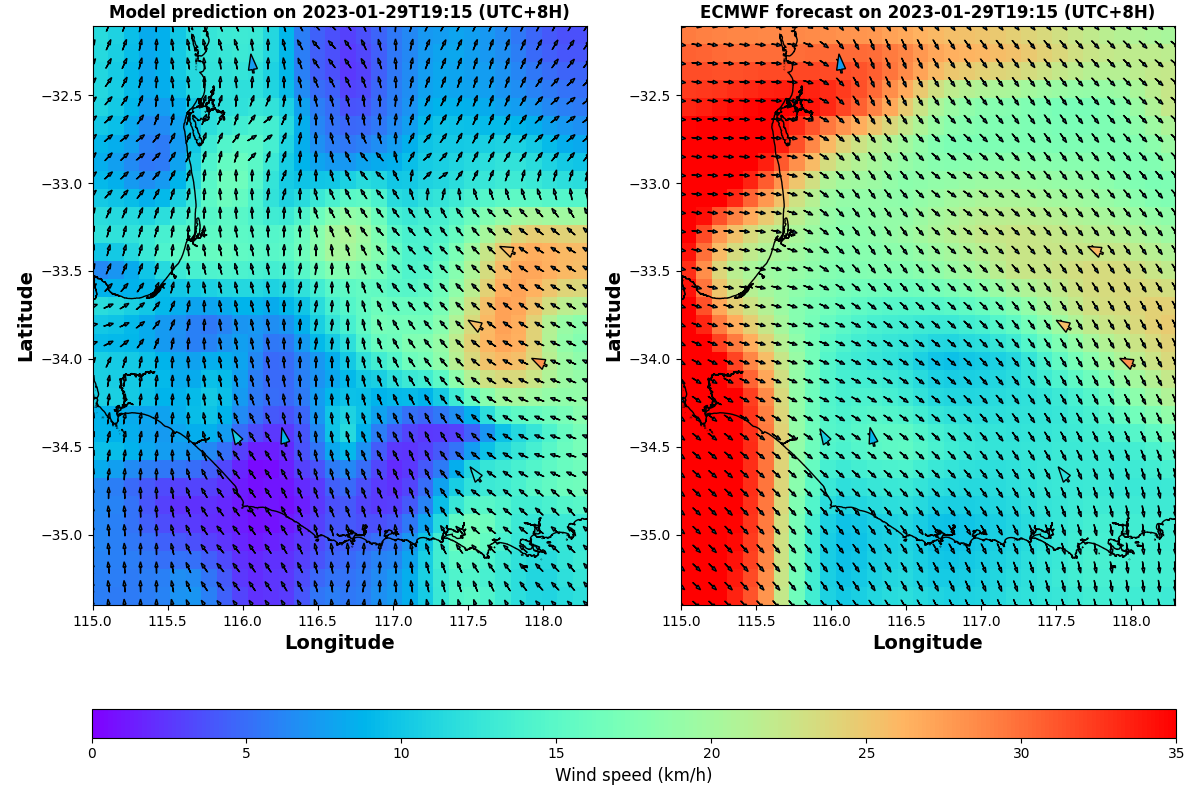 Model prediction on 2023-01-29T19:15 (UTC+8H)
ECMWF forecast on 2023-01-29T19:15 (UTC+8H)
−32.5
−33.0
−33.5
−34.0
−34.5
−35.0
Latitude
115.0 115.5 116.0 116.5 117.0 117.5 118.0
Longitude
−32.5
−33.0
−33.5
−34.0
−34.5
−35.0
Latitude
115.0 115.5 116.0 116.5 117.0 117.5 118.0
Longitude
0 5 10 15 20 25 30 35
Wind speed (km/h)